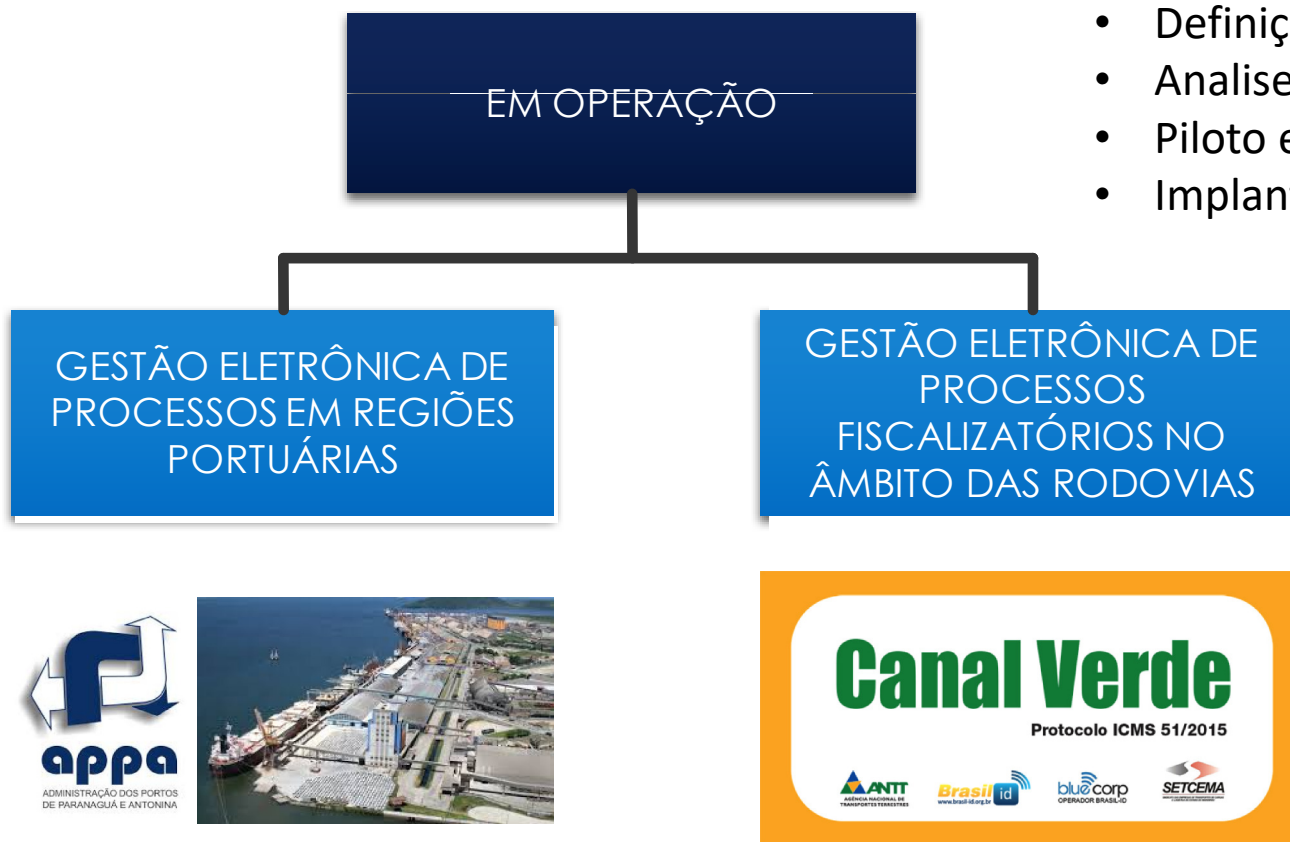 EM OPERAÇÃO
• Definiç
• Analise
• Piloto e
• Implan
GESTÃO ELETRÔNICA DE
PROCESSOS EM REGIÕES
PORTUÁRIAS
GESTÃO ELETRÔNICA DE
PROCESSOS
FISCALIZATÓRIOS NO
ÂMBITO DAS RODOVIAS
appa
ADMINISTRAÇÃO DOS PORTOS
DE PARANAGUÁ E ANTONINA
Canal Verde
Protocolo ICMS 51/2015
ANTT
AGÊNCIA NACIONAL DE
TRANSPORTES TERRESTRES
Brasil id
www.brasil-id.org.br
bluecorp
OPERADOR BRASIL-ID
SETCEMA